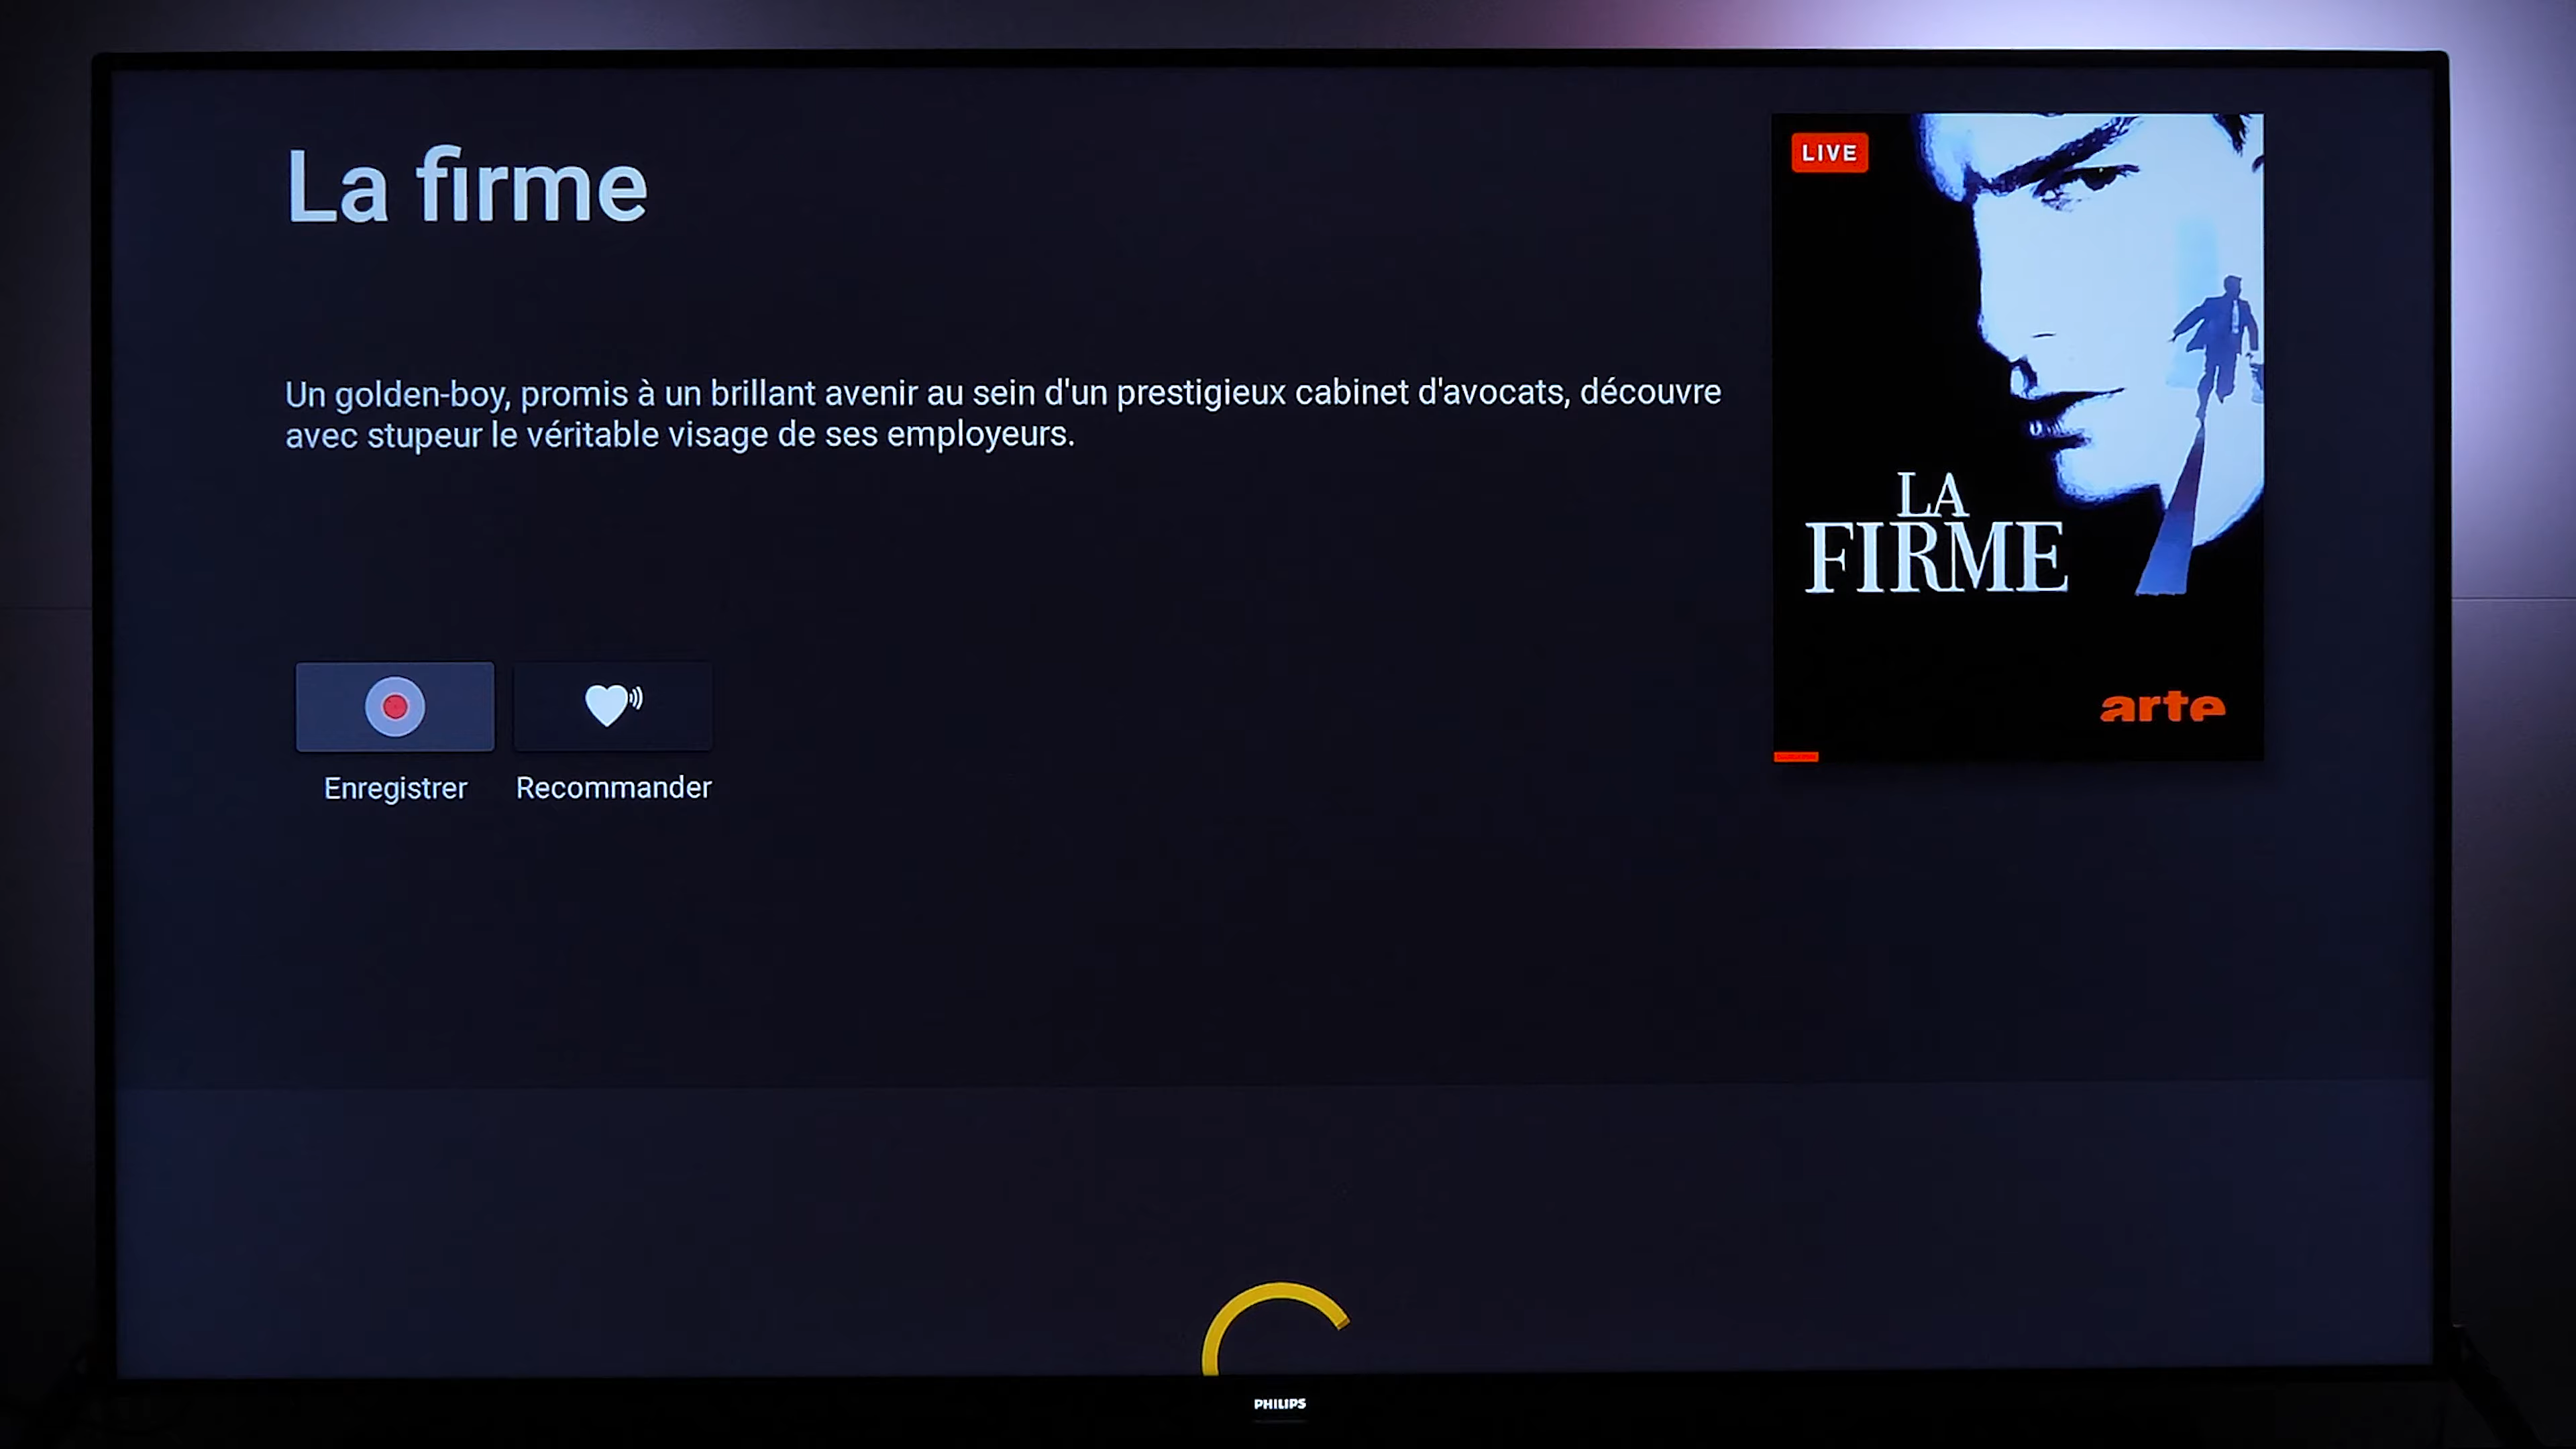 La firme
Un golden-boy, promis à un brillant avenir au sein d'un prestigieux cabinet d'avocats, découvre
avec stupeur le véritable visage de ses employeurs.
Enregistrer
Recommander
LIVE
LA
FIRME
arte
PHILIPS